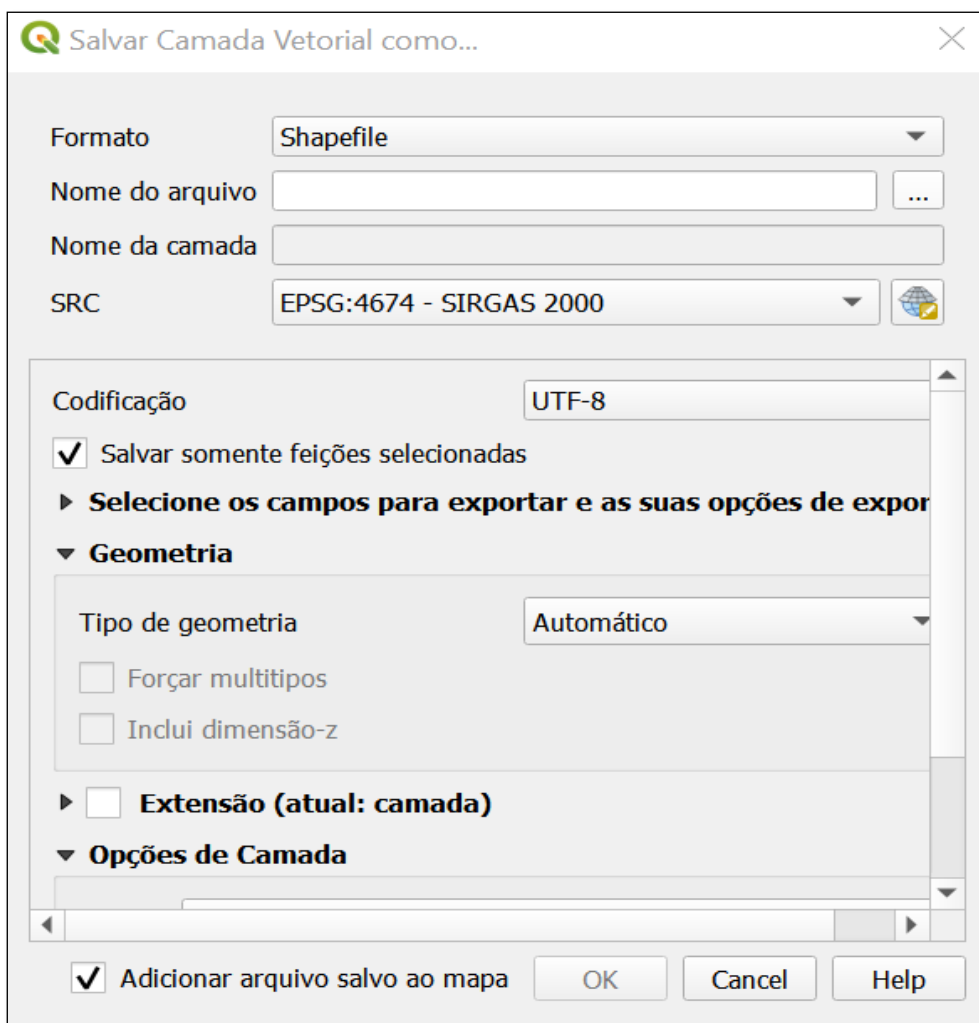 Salvar Camada Vetorial como...
Formato Shapefile
Nome do arquivo ...
Nome da camada
SRC EPSG:4674 - SIRGAS 2000
Codificação UTF-8
Salvar somente feições selecionadas
Selecione os campos para exportar e as suas opções de expor
Geometria
Tipo de geometria Automático
Forçar multitipos
Inclui dimensão-z
Extensão (atual: camada)
Opções de Camada
Adicionar arquivo salvo ao mapa OK Cancel Help